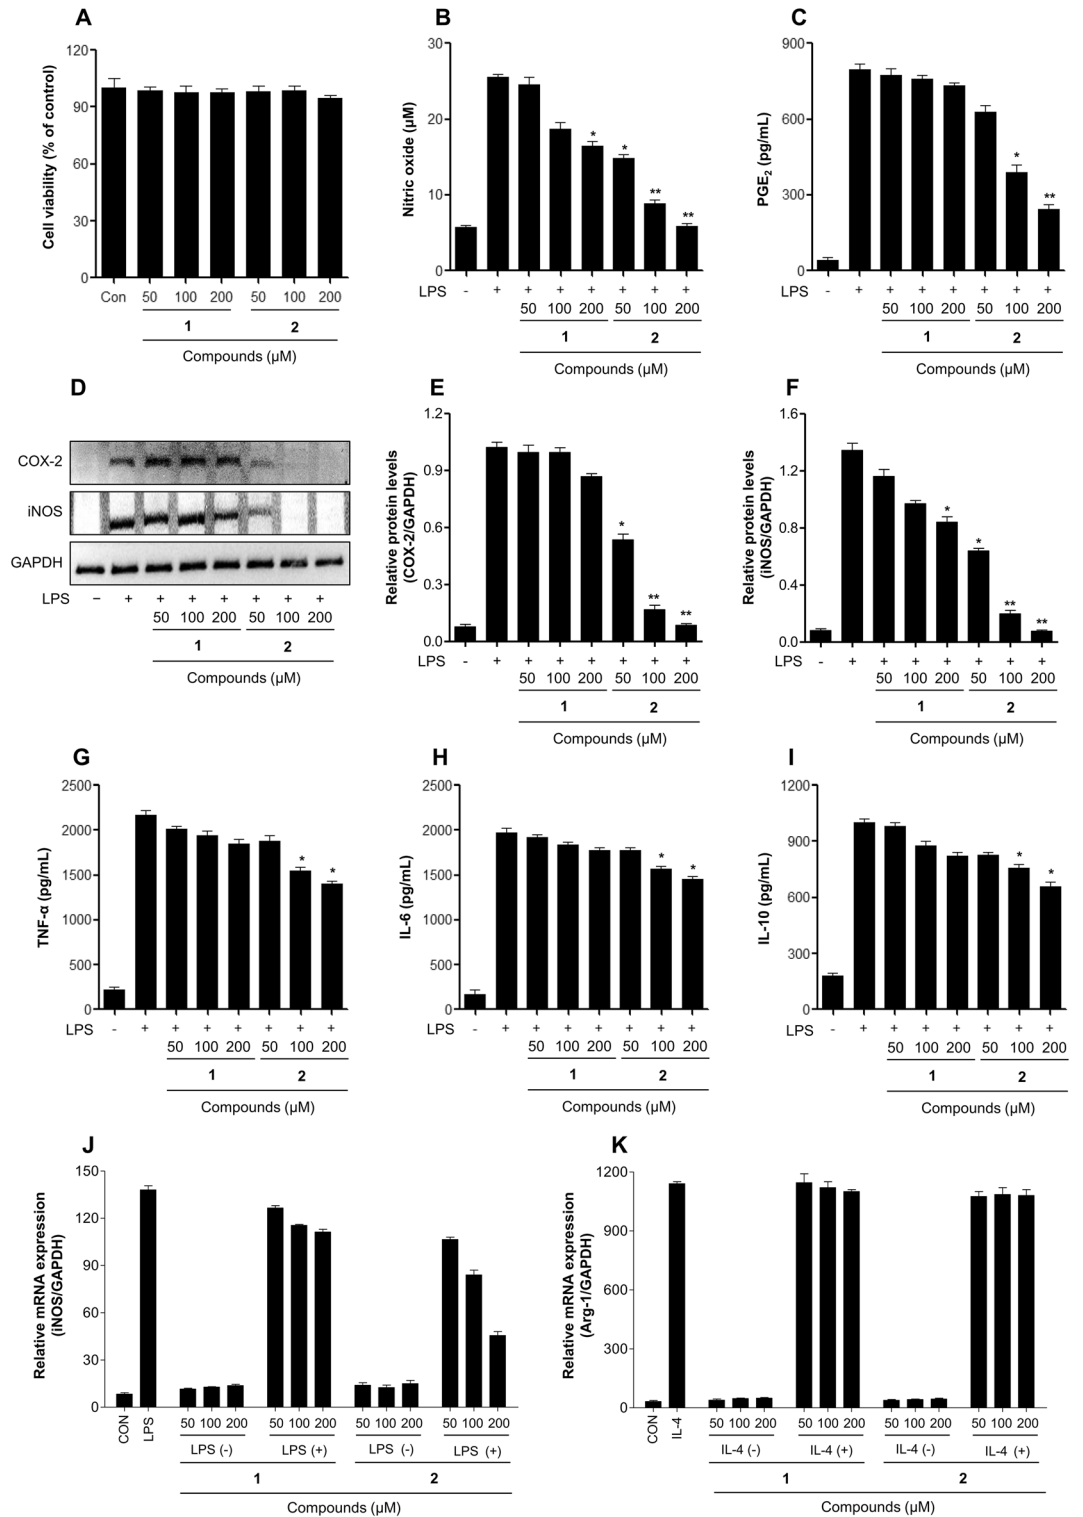 A
Cell viability (% of control)
120
90
60
30
0
Con 50 100 200 50 100 200
1 2
Compounds (µM)
B
Nitric oxide (µM)
30
20
10
0
* * ** **
LPS - + + + + + + +
50 100 200 50 100 200
1 2
Compounds (µM)
C
PGE2 (pg/mL)
900
600
300
0
* **
LPS - + + + + + + +
50 100 200 50 100 200
1 2
Compounds (µM)
D
COX-2
iNOS
GAPDH
LPS – + + + + + + +
50 100 200 50 100 200
1 2
Compounds (µM)
E
Relative protein levels
(COX-2/GAPDH)
1.2
0.9
0.6
0.3
0.0
* ** **
LPS - + + + + + + +
50 100 200 50 100 200
1 2
Compounds (µM)
F
Relative protein levels
(iNOS/GAPDH)
1.6
1.2
0.8
0.4
0.0
* * ** **
LPS - + + + + + + +
50 100 200 50 100 200
1 2
Compounds (µM)
G
TNF-α (pg/mL)
2500
2000
1500
1000
500
0
* *
LPS - + + + + + + +
50 100 200 50 100 200
1 2
Compounds (µM)
H
IL-6 (pg/mL)
2500
2000
1500
1000
500
0
* *
LPS - + + + + + + +
50 100 200 50 100 200
1 2
Compounds (µM)
I
IL-10 (pg/mL)
1200
900
600
300
0
* *
LPS - + + + + + + +
50 100 200 50 100 200
1 2
Compounds (µM)
J
Relative mRNA expression
(iNOS/GAPDH)
150
120
90
60
30
0
CON LPS 50 100 200 50 100 200 50 100 200 50 100 200
LPS (-) LPS (+) LPS (-) LPS (+)
1 2
Compounds (µM)
K
Relative mRNA expression
(Arg-1/GAPDH)
1200
900
600
300
0
CON IL-4 50 100 200 50 100 200 50 100 200 50 100 200
IL-4 (-) IL-4 (+) IL-4 (-) IL-4 (+)
1 2
Compounds (µM)